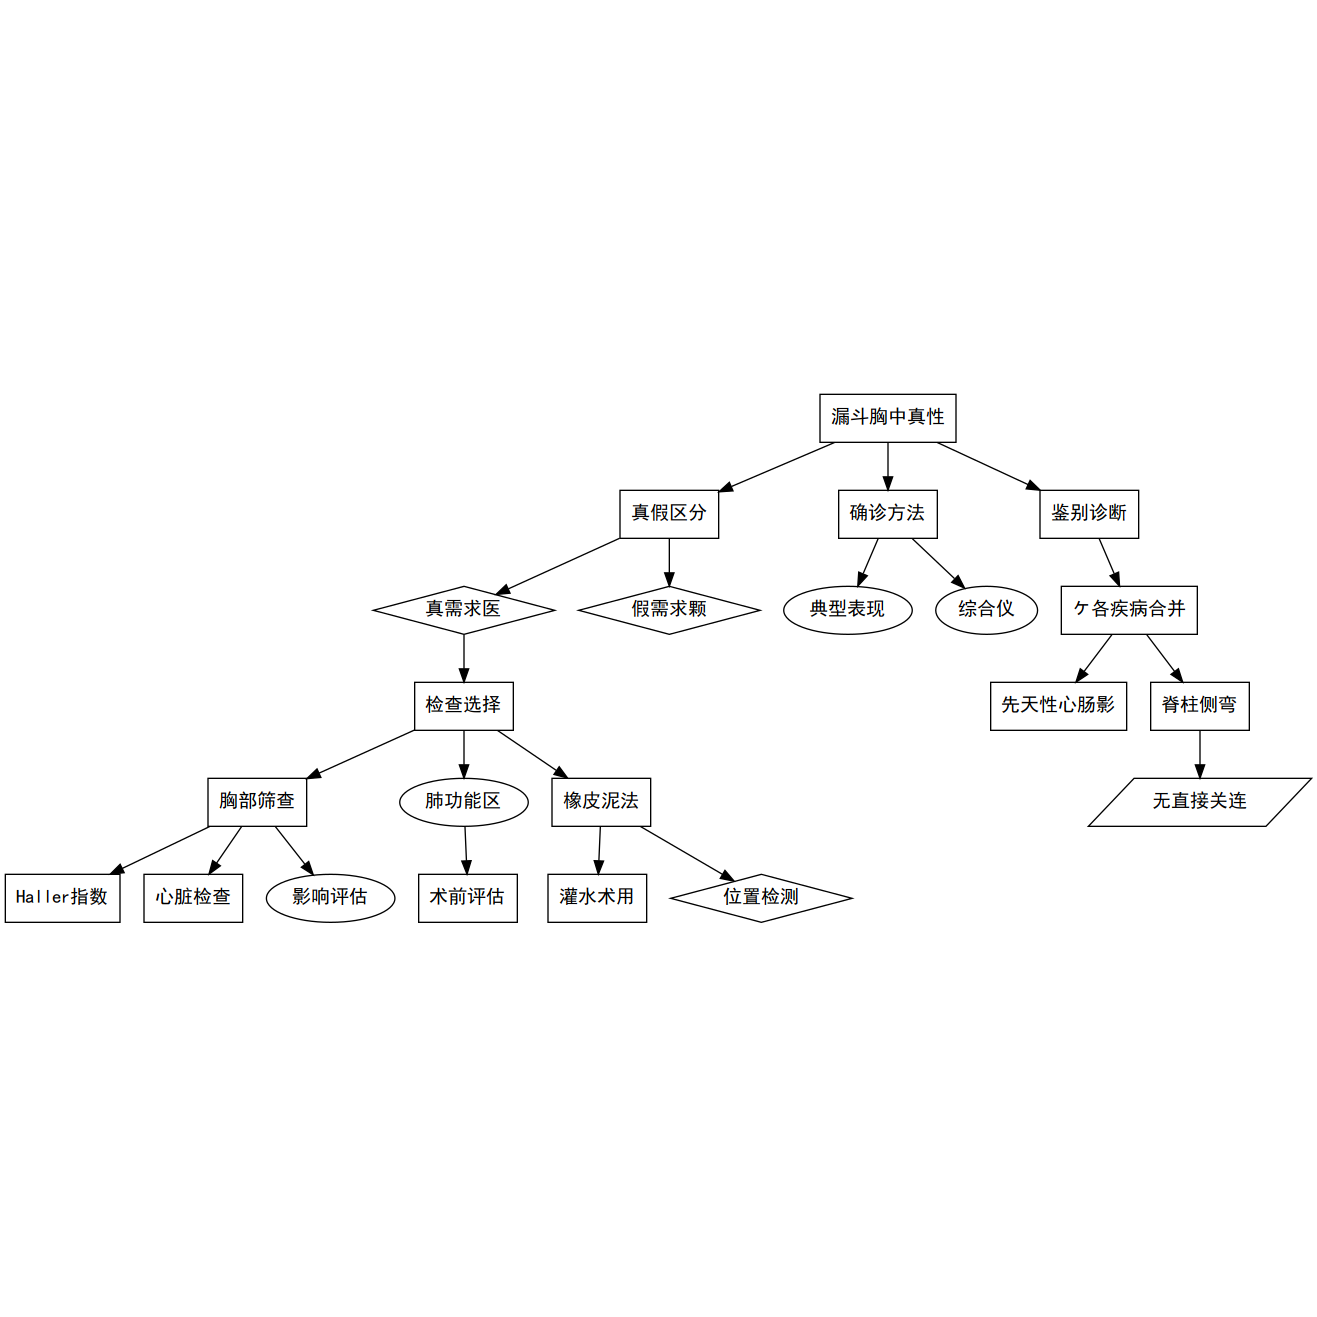 漏斗胸中真性
真假区分
确诊方法
鉴别诊断
真需求医
假需求颗
典型表现
综合仪
ケ各疾病合并
检查选择
先天性心肠影
脊柱侧弯
胸部筛查
肺功能区
橡皮泥法
无直接关连
Haller指数
心脏检查
影响评估
术前评估
灌水术用
位置检测